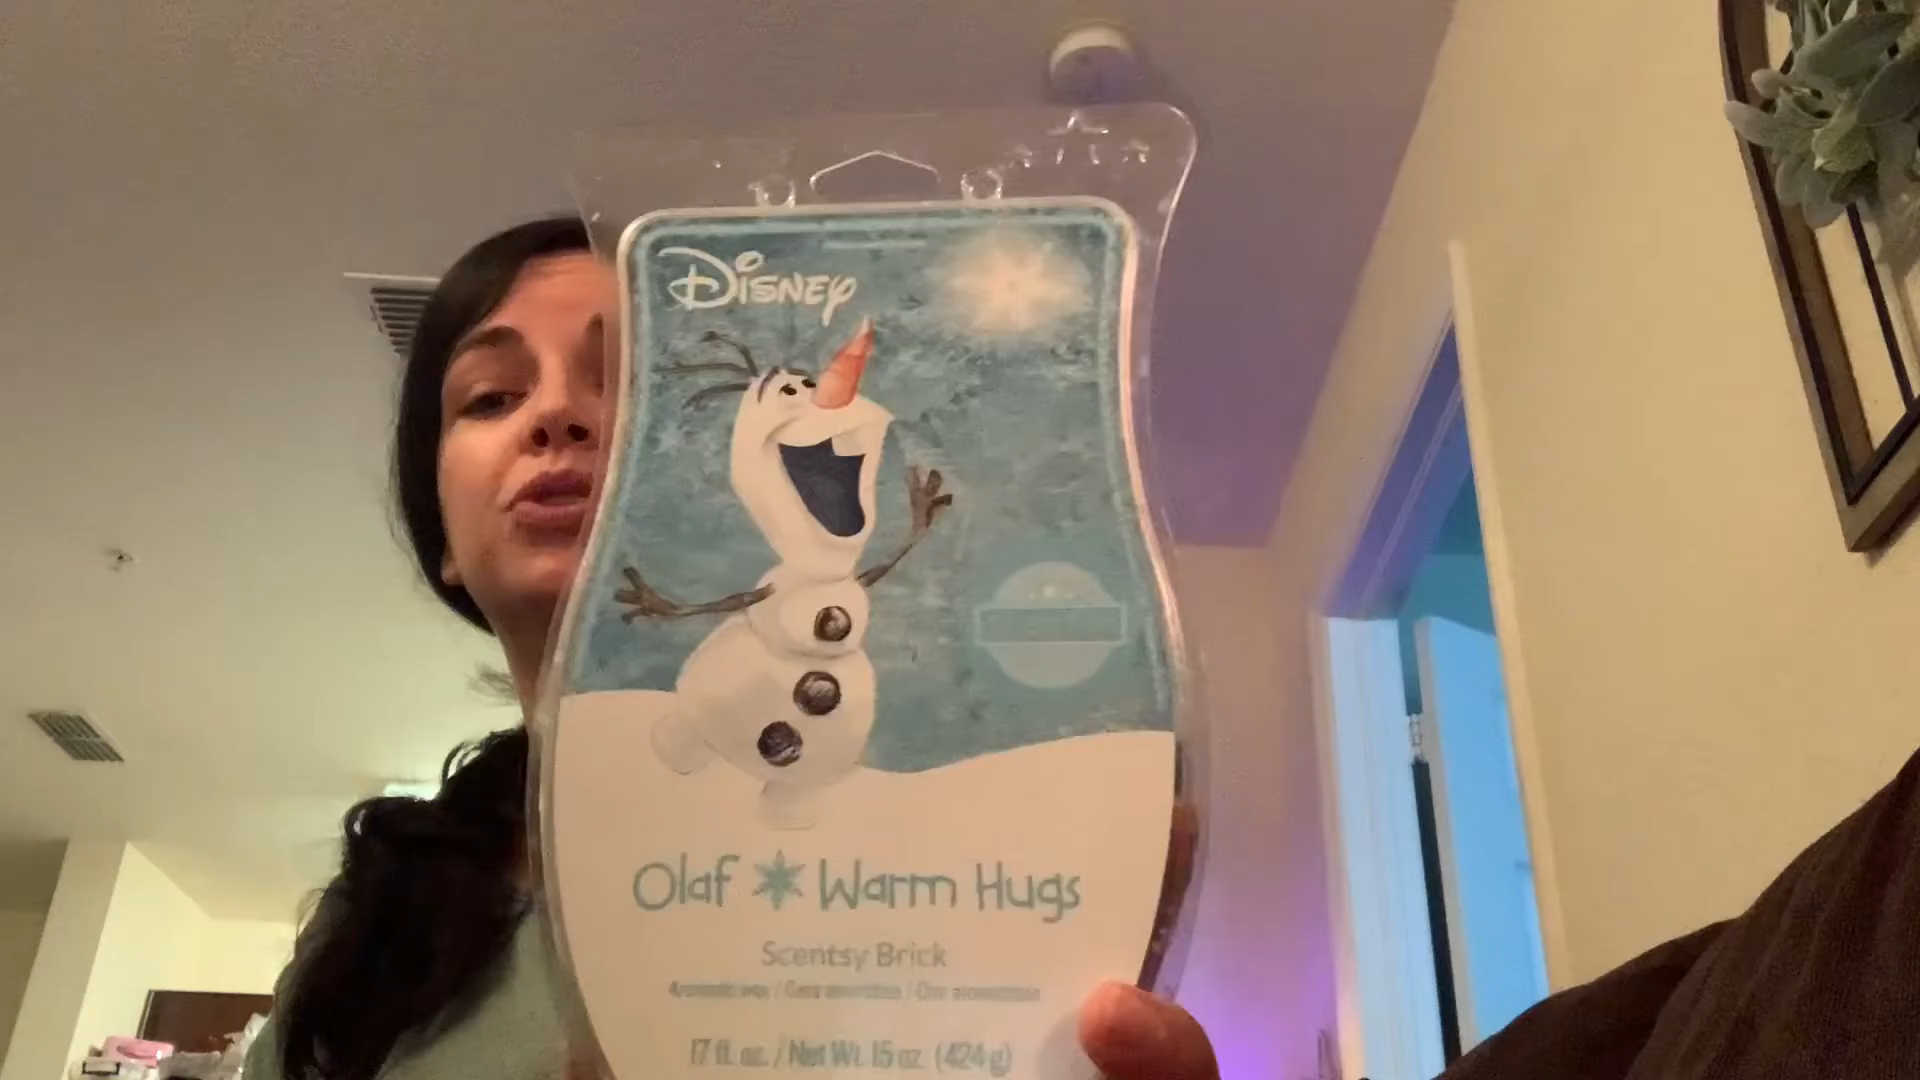 Disney
Olaf Warm Hugs
Scentsy Brick
17 fl. oz. / Net Wt. 15 oz. (424 g)